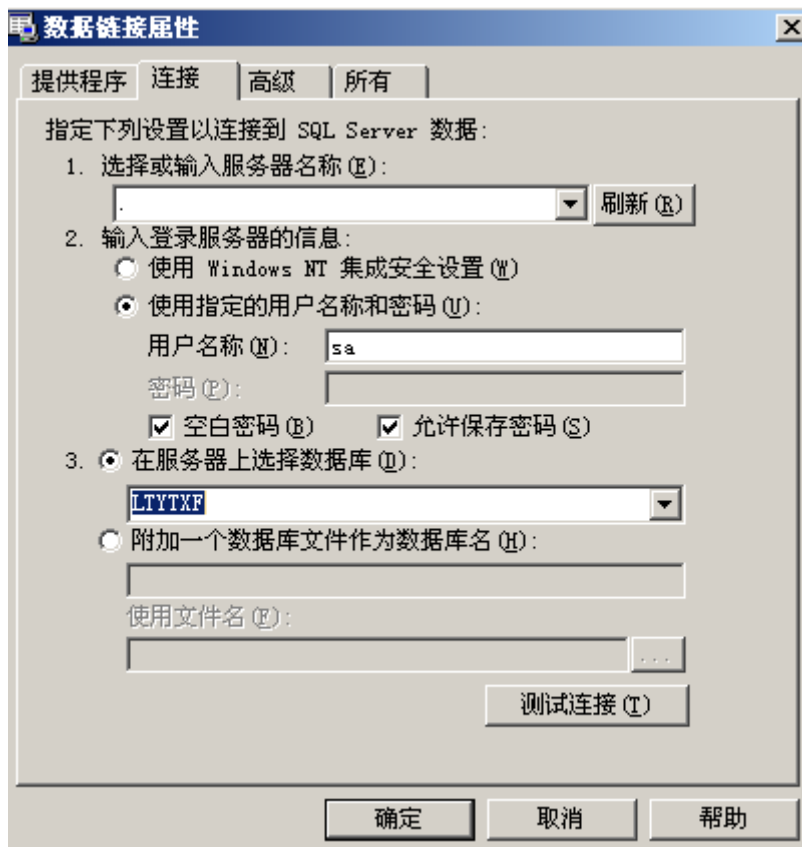 数据链接属性
提供程序 连接 高级 所有
指定下列设置以连接到 SQL Server 数据:
1. 选择或输入服务器名称(E):
. 刷新(R)
2. 输入登录服务器的信息:
使用 Windows NT 集成安全设置(W)
使用指定的用户名称和密码(U):
用户名称(N): sa
密码(P):
空白密码(B) 允许保存密码(S)
3. 在服务器上选择数据库(D):
LTYTXF
附加一个数据库文件作为数据库名(H):
使用文件名(F):
...
测试连接(T)
确定 取消 帮助